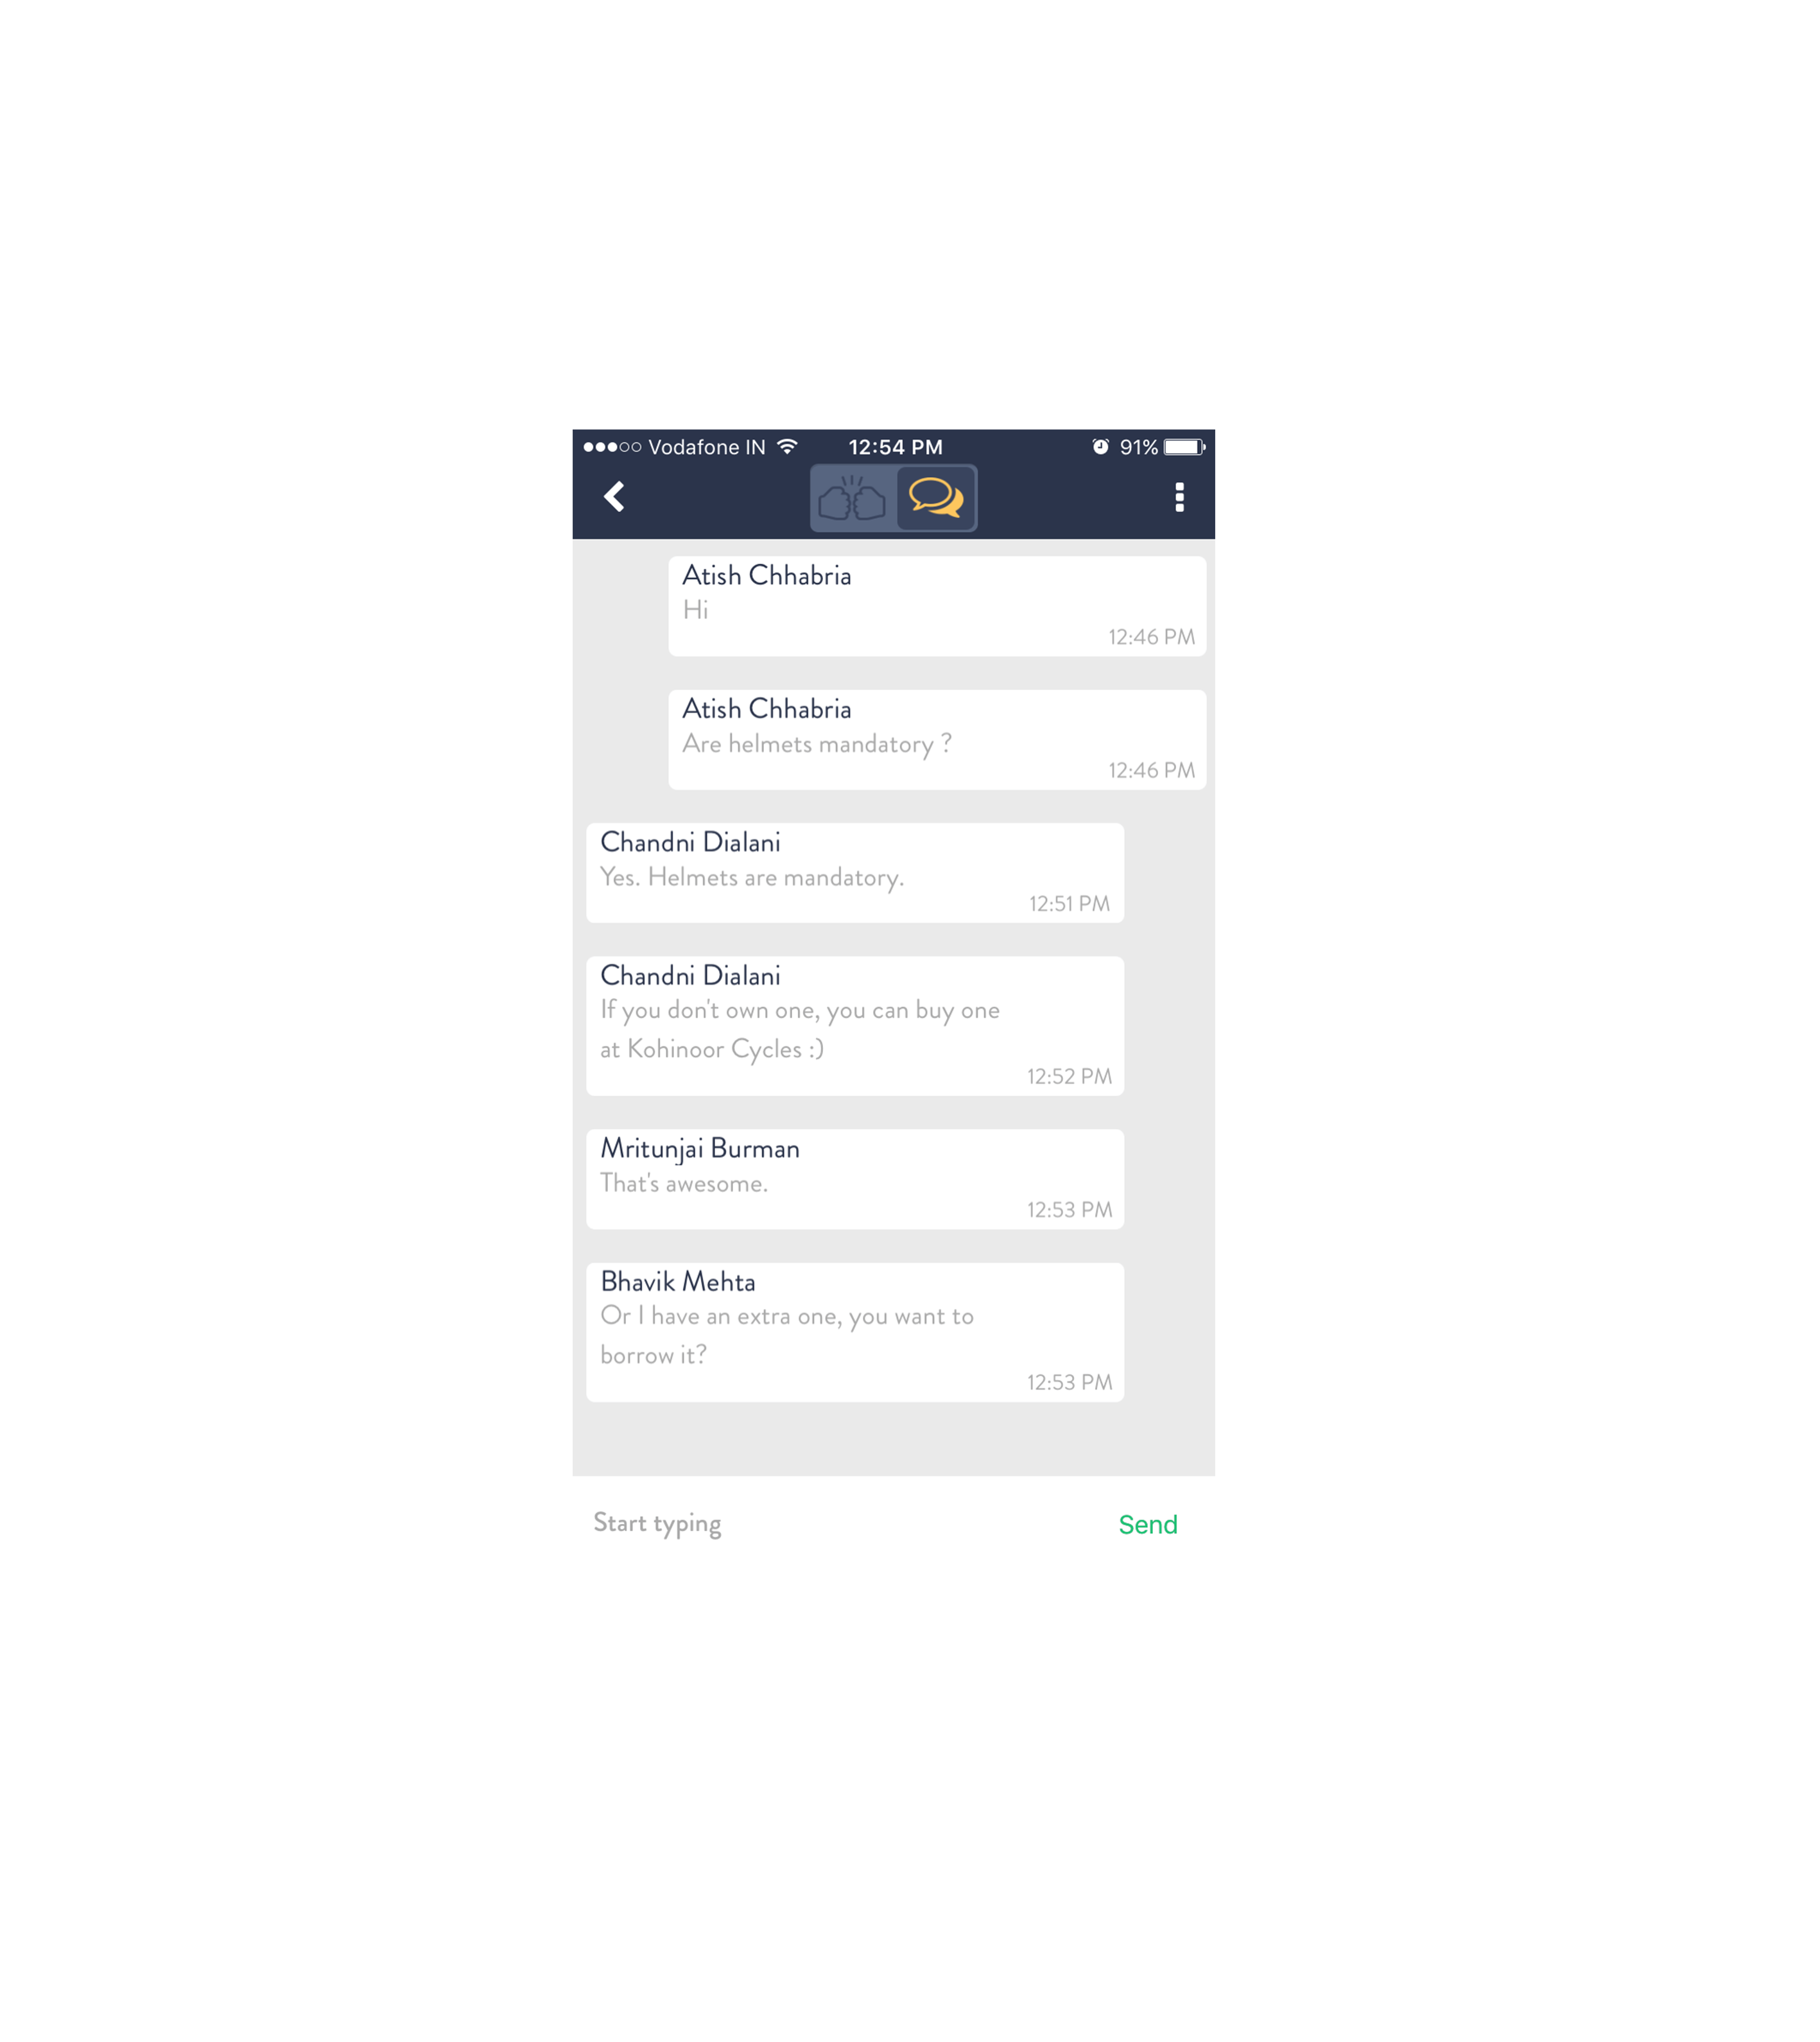 Vodafone IN 12:54 PM 91%
Atish Chhabria
Hi
12:46 PM
Atish Chhabria
Are helmets mandatory ?
12:46 PM
Chandni Dialani
Yes. Helmets are mandatory.
12:51 PM
Chandni Dialani
If you don't own one, you can buy one
at Kohinoor Cycles :)
12:52 PM
Mritunjai Burman
That's awesome.
12:53 PM
Bhavik Mehta
Or I have an extra one, you want to
borrow it?
12:53 PM
Start typing Send